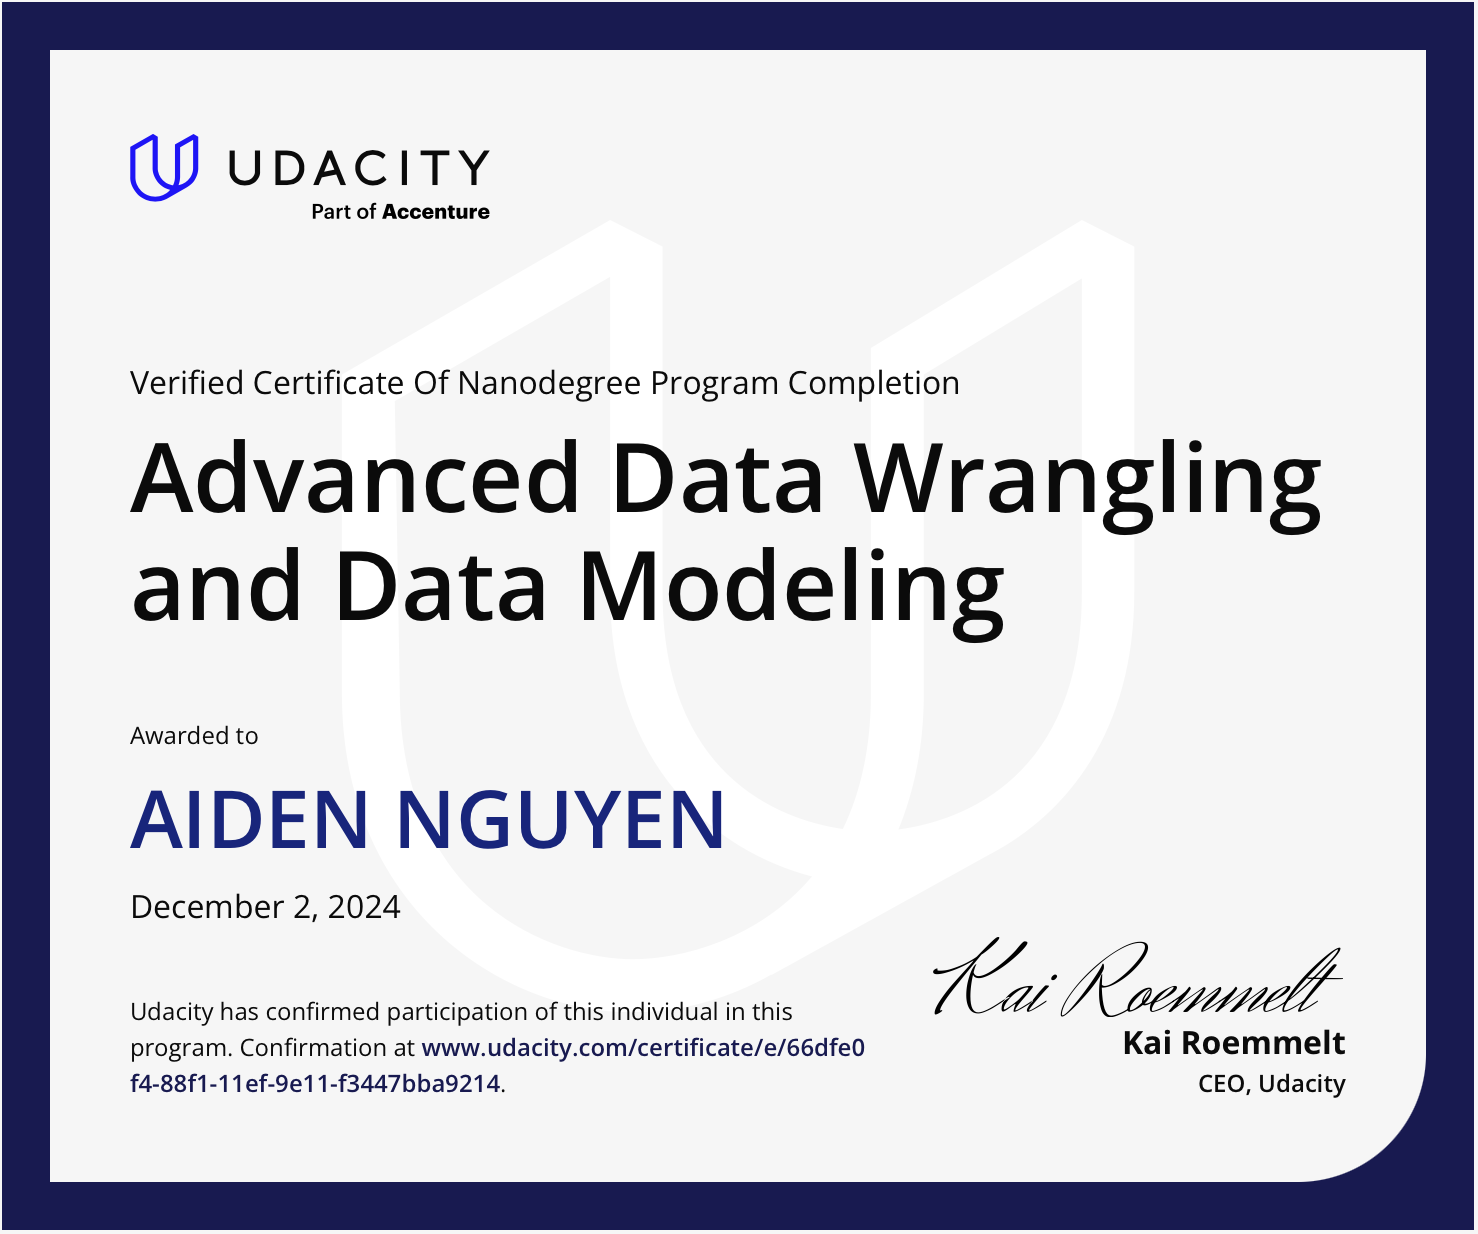 UDACITY
Part of Accenture
Verified Certificate Of Nanodegree Program Completion
Advanced Data Wrangling
and Data Modeling
Awarded to
AIDEN NGUYEN
December 2, 2024
Udacity has confirmed participation of this individual in this
program. Confirmation at www.udacity.com/certificate/e/66dfe0
f4-88f1-11ef-9e11-f3447bba9214.
Kai Roemmelt
Kai Roemmelt
CEO, Udacity